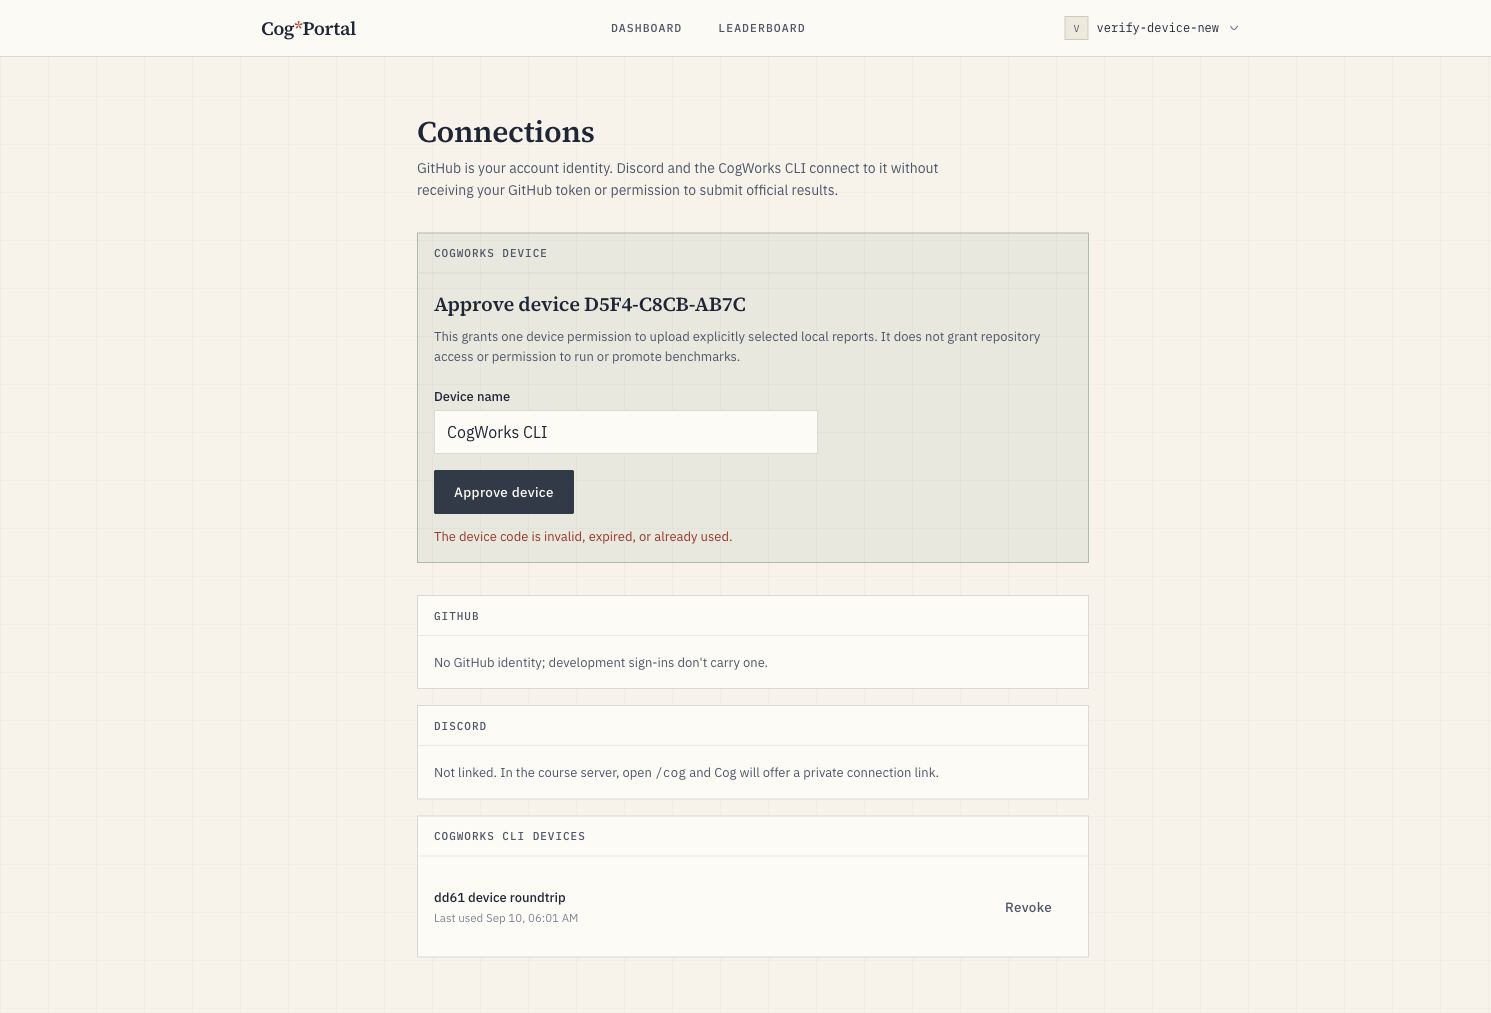 Cog*Portal
DASHBOARD
LEADERBOARD
V
verify-device-new
Connections
GitHub is your account identity. Discord and the CogWorks CLI connect to it without
receiving your GitHub token or permission to submit official results.
COGWORKS DEVICE
Approve device D5F4-C8CB-AB7C
This grants one device permission to upload explicitly selected local reports. It does not grant repository
access or permission to run or promote benchmarks.
Device name
CogWorks CLI
Approve device
The device code is invalid, expired, or already used.
GITHUB
No GitHub identity; development sign-ins don't carry one.
DISCORD
Not linked. In the course server, open /cog and Cog will offer a private connection link.
COGWORKS CLI DEVICES
dd61 device roundtrip
Last used Sep 10, 06:01 AM
Revoke